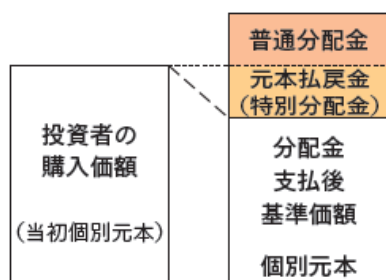 投資者の
購入価額
(当初個別元本)
普通分配金
元本払戻金
(特別分配金)
分配金
支払後
基準価額
個別元本